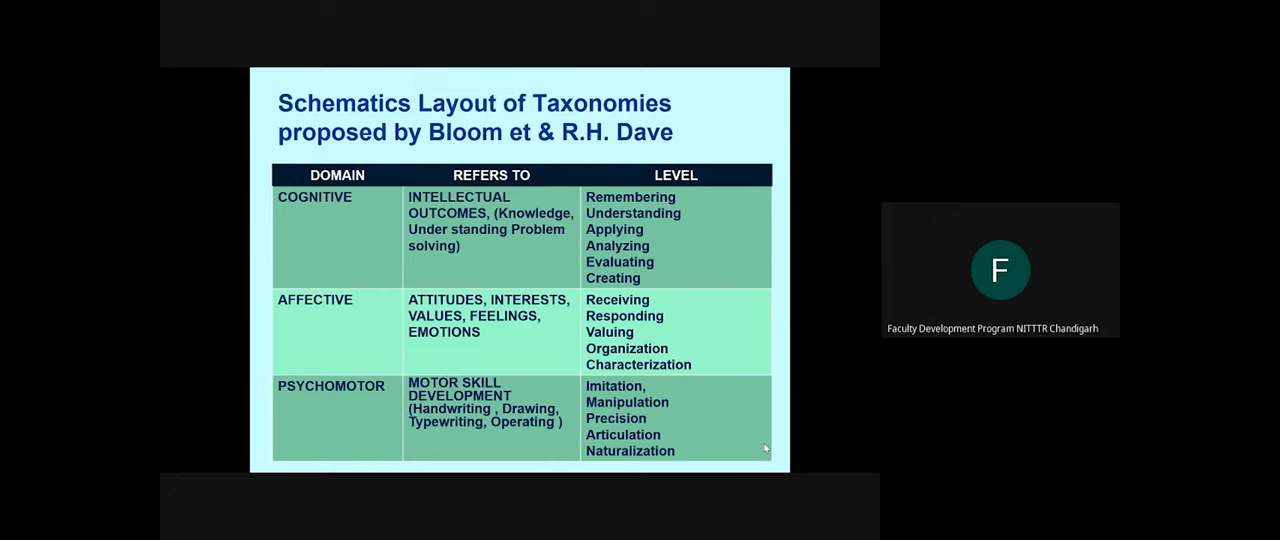 Schematics Layout of Taxonomies
proposed by Bloom et & R.H. Dave
DOMAIN REFERS TO LEVEL
COGNITIVE
INTELLECTUAL
OUTCOMES, (Knowledge,
Under standing Problem
solving)
Remembering
Understanding
Applying
Analyzing
Evaluating
Creating
AFFECTIVE
ATTITUDES, INTERESTS,
VALUES, FEELINGS,
EMOTIONS
Receiving
Responding
Valuing
Organization
Characterization
PSYCHOMOTOR
MOTOR SKILL
DEVELOPMENT
(Handwriting , Drawing,
Typewriting, Operating )
Imitation,
Manipulation
Precision
Articulation
Naturalization
F
Faculty Development Program NITTTR Chandigarh